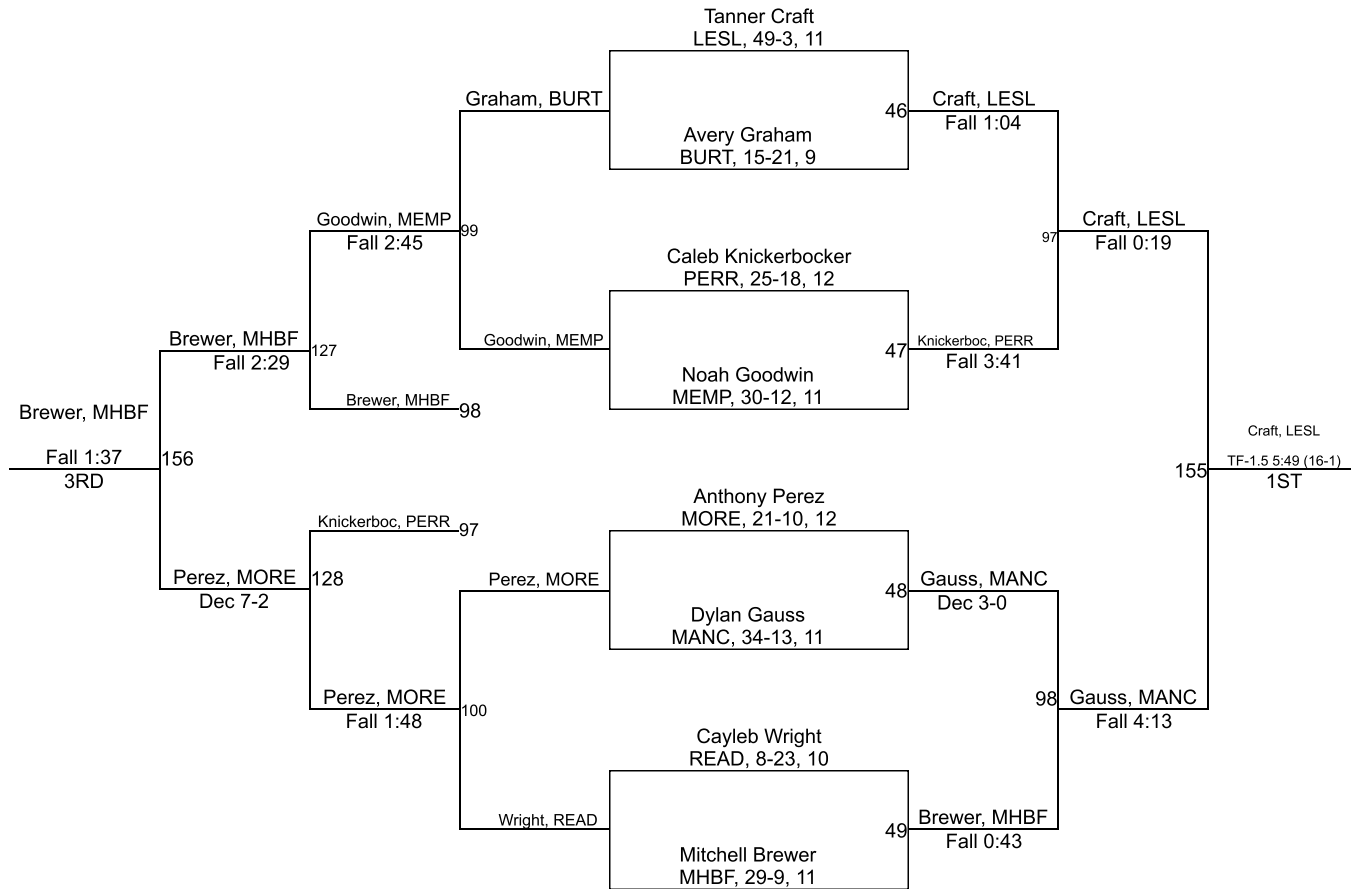 Tanner Craft
LESL, 49-3, 11
Graham, BURT
46
Craft, LESL
Fall 1:04
Avery Graham
BURT, 15-21, 9
Goodwin, MEMP
Fall 2:45
99
97
Craft, LESL
Fall 0:19
Caleb Knickerbocker
PERR, 25-18, 12
Brewer, MHBF
Fall 2:29
127
Goodwin, MEMP
47
Knickerboc, PERR
Fall 3:41
Noah Goodwin
MEMP, 30-12, 11
Brewer, MHBF
98
Brewer, MHBF
Fall 1:37
3RD
156
155
Craft, LESL
TF-1.5 5:49 (16-1)
1ST
Anthony Perez
MORE, 21-10, 12
Knickerboc, PERR
97
Perez, MORE
Dec 7-2
128
Perez, MORE
48
Gauss, MANC
Dec 3-0
Dylan Gauss
MANC, 34-13, 11
Perez, MORE
Fall 1:48
100
98
Gauss, MANC
Fall 4:13
Cayleb Wright
READ, 8-23, 10
Wright, READ
49
Brewer, MHBF
Fall 0:43
Mitchell Brewer
MHBF, 29-9, 11